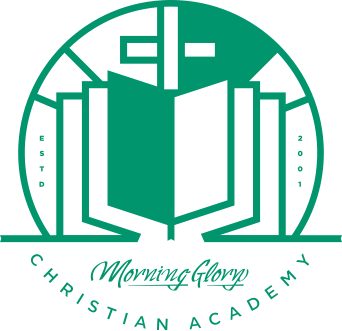 ESTD
2001
Morning Glory
CHRISTIAN ACADEMY